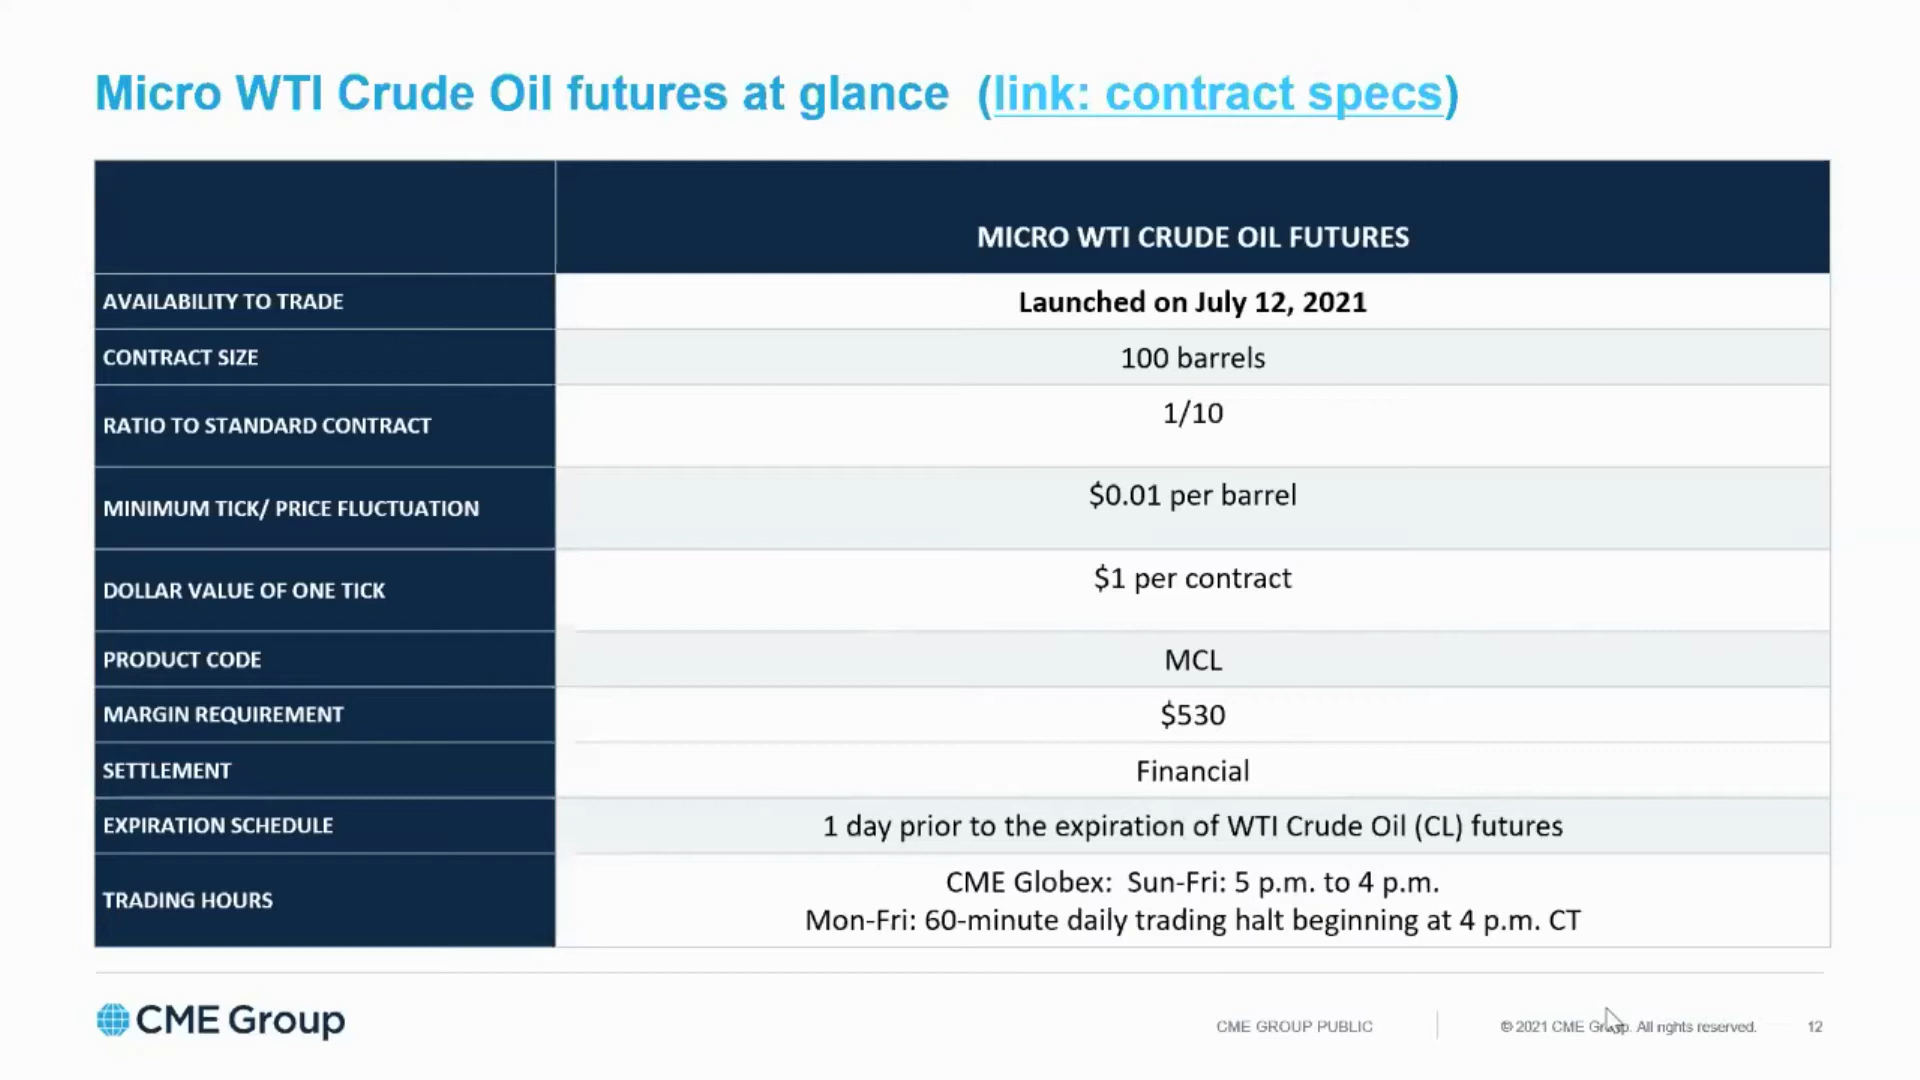 Micro WTI Crude Oil futures at glance (link: contract specs)
MICRO WTI CRUDE OIL FUTURES
AVAILABILITY TO TRADE
Launched on July 12, 2021
CONTRACT SIZE
100 barrels
RATIO TO STANDARD CONTRACT
1/10
MINIMUM TICK/ PRICE FLUCTUATION
$0.01 per barrel
DOLLAR VALUE OF ONE TICK
$1 per contract
PRODUCT CODE
MCL
MARGIN REQUIREMENT
$530
SETTLEMENT
Financial
EXPIRATION SCHEDULE
1 day prior to the expiration of WTI Crude Oil (CL) futures
TRADING HOURS
CME Globex: Sun-Fri: 5 p.m. to 4 p.m.
Mon-Fri: 60-minute daily trading halt beginning at 4 p.m. CT
CME Group
CME GROUP PUBLIC
© 2021 CME Group. All rights reserved.
12